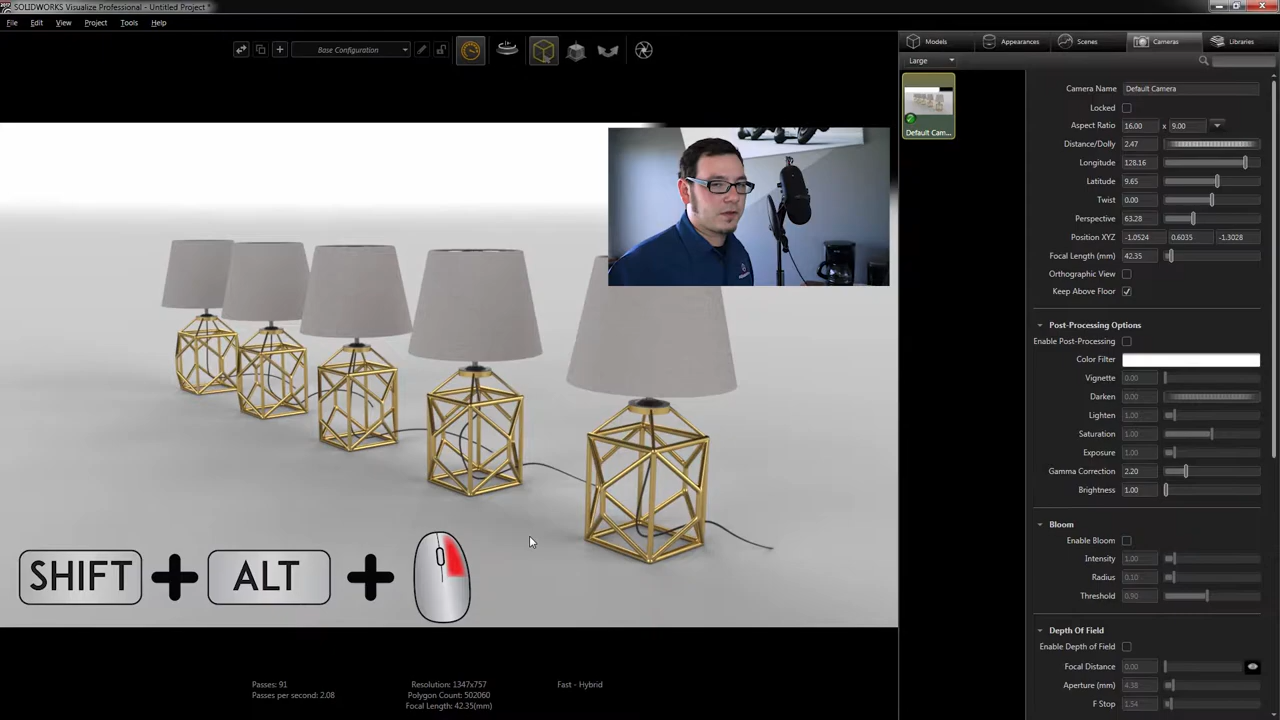 SOLIDWORKS Visualize Professional - Untitled Project *
File Edit View Project Tools Help
Base Configuration
Models Appearances Scenes Cameras Libraries
Large
Default Cam...
Camera Name Default Camera
Locked
Aspect Ratio 16.00 x 9.00
Distance/Dolly 2.47
Longitude 128.16
Latitude 9.65
Twist 0.00
Perspective 63.28
Position XYZ -1.0524 0.6035 -1.3028
Focal Length (mm) 42.35
Orthographic View
Keep Above Floor
Post-Processing Options
Enable Post-Processing
Color Filter
Vignette 0.00
Darken 0.00
Lighten 1.00
Saturation 1.00
Exposure 1.00
Gamma Correction 2.20
Brightness 1.00
Bloom
Enable Bloom
Intensity 1.00
Radius 0.10
Threshold 0.90
Depth Of Field
Enable Depth of Field
Focal Distance 0.00
Aperture (mm) 4.38
F Stop 1.54
SHIFT + ALT +
Passes: 91
Passes per second: 2.08
Resolution: 1347x757
Polygon Count: 502060
Focal Length: 42.35(mm)
Fast - Hybrid